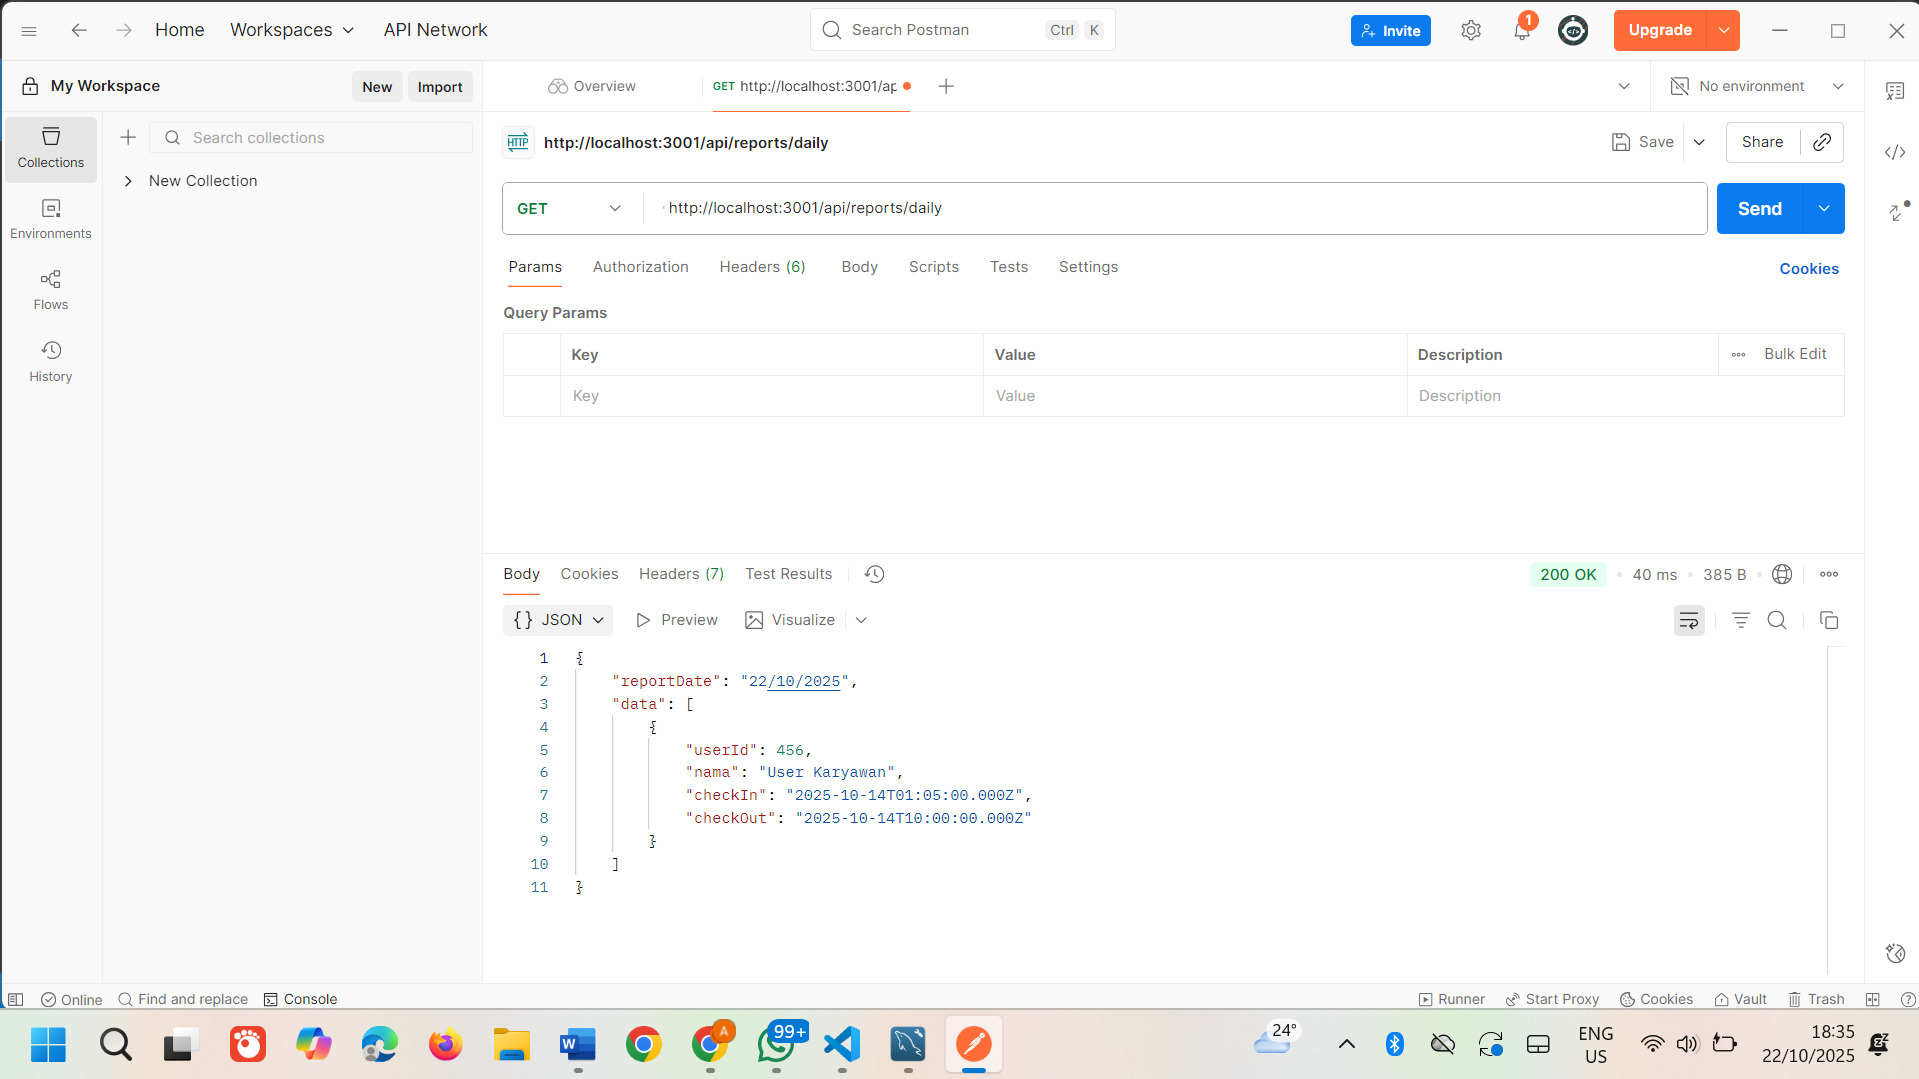 Home
Workspaces
API Network
Search Postman
Ctrl
K
Invite
1
Upgrade
My Workspace
New
Import
Overview
GET http://localhost:3001/ap
No environment
Collections
Search collections
New Collection
Environments
Flows
History
HTTP
http://localhost:3001/api/reports/daily
Save
Share
GET
http://localhost:3001/api/reports/daily
Send
Params
Authorization
Headers (6)
Body
Scripts
Tests
Settings
Cookies
Query Params
Key
Value
Description
Bulk Edit
Key
Value
Description
Body
Cookies
Headers (7)
Test Results
200 OK
40 ms
385 B
{} JSON
Preview
Visualize
1 {
2 "reportDate": "22/10/2025",
3 "data": [
4 {
5 "userId": 456,
6 "nama": "User Karyawan",
7 "checkIn": "2025-10-14T01:05:00.000Z",
8 "checkOut": "2025-10-14T10:00:00.000Z"
9 }
10 ]
11 }
Online
Find and replace
Console
Runner
Start Proxy
Cookies
Vault
Trash
W
A
99+
24°
ENG
US
18:35
22/10/2025